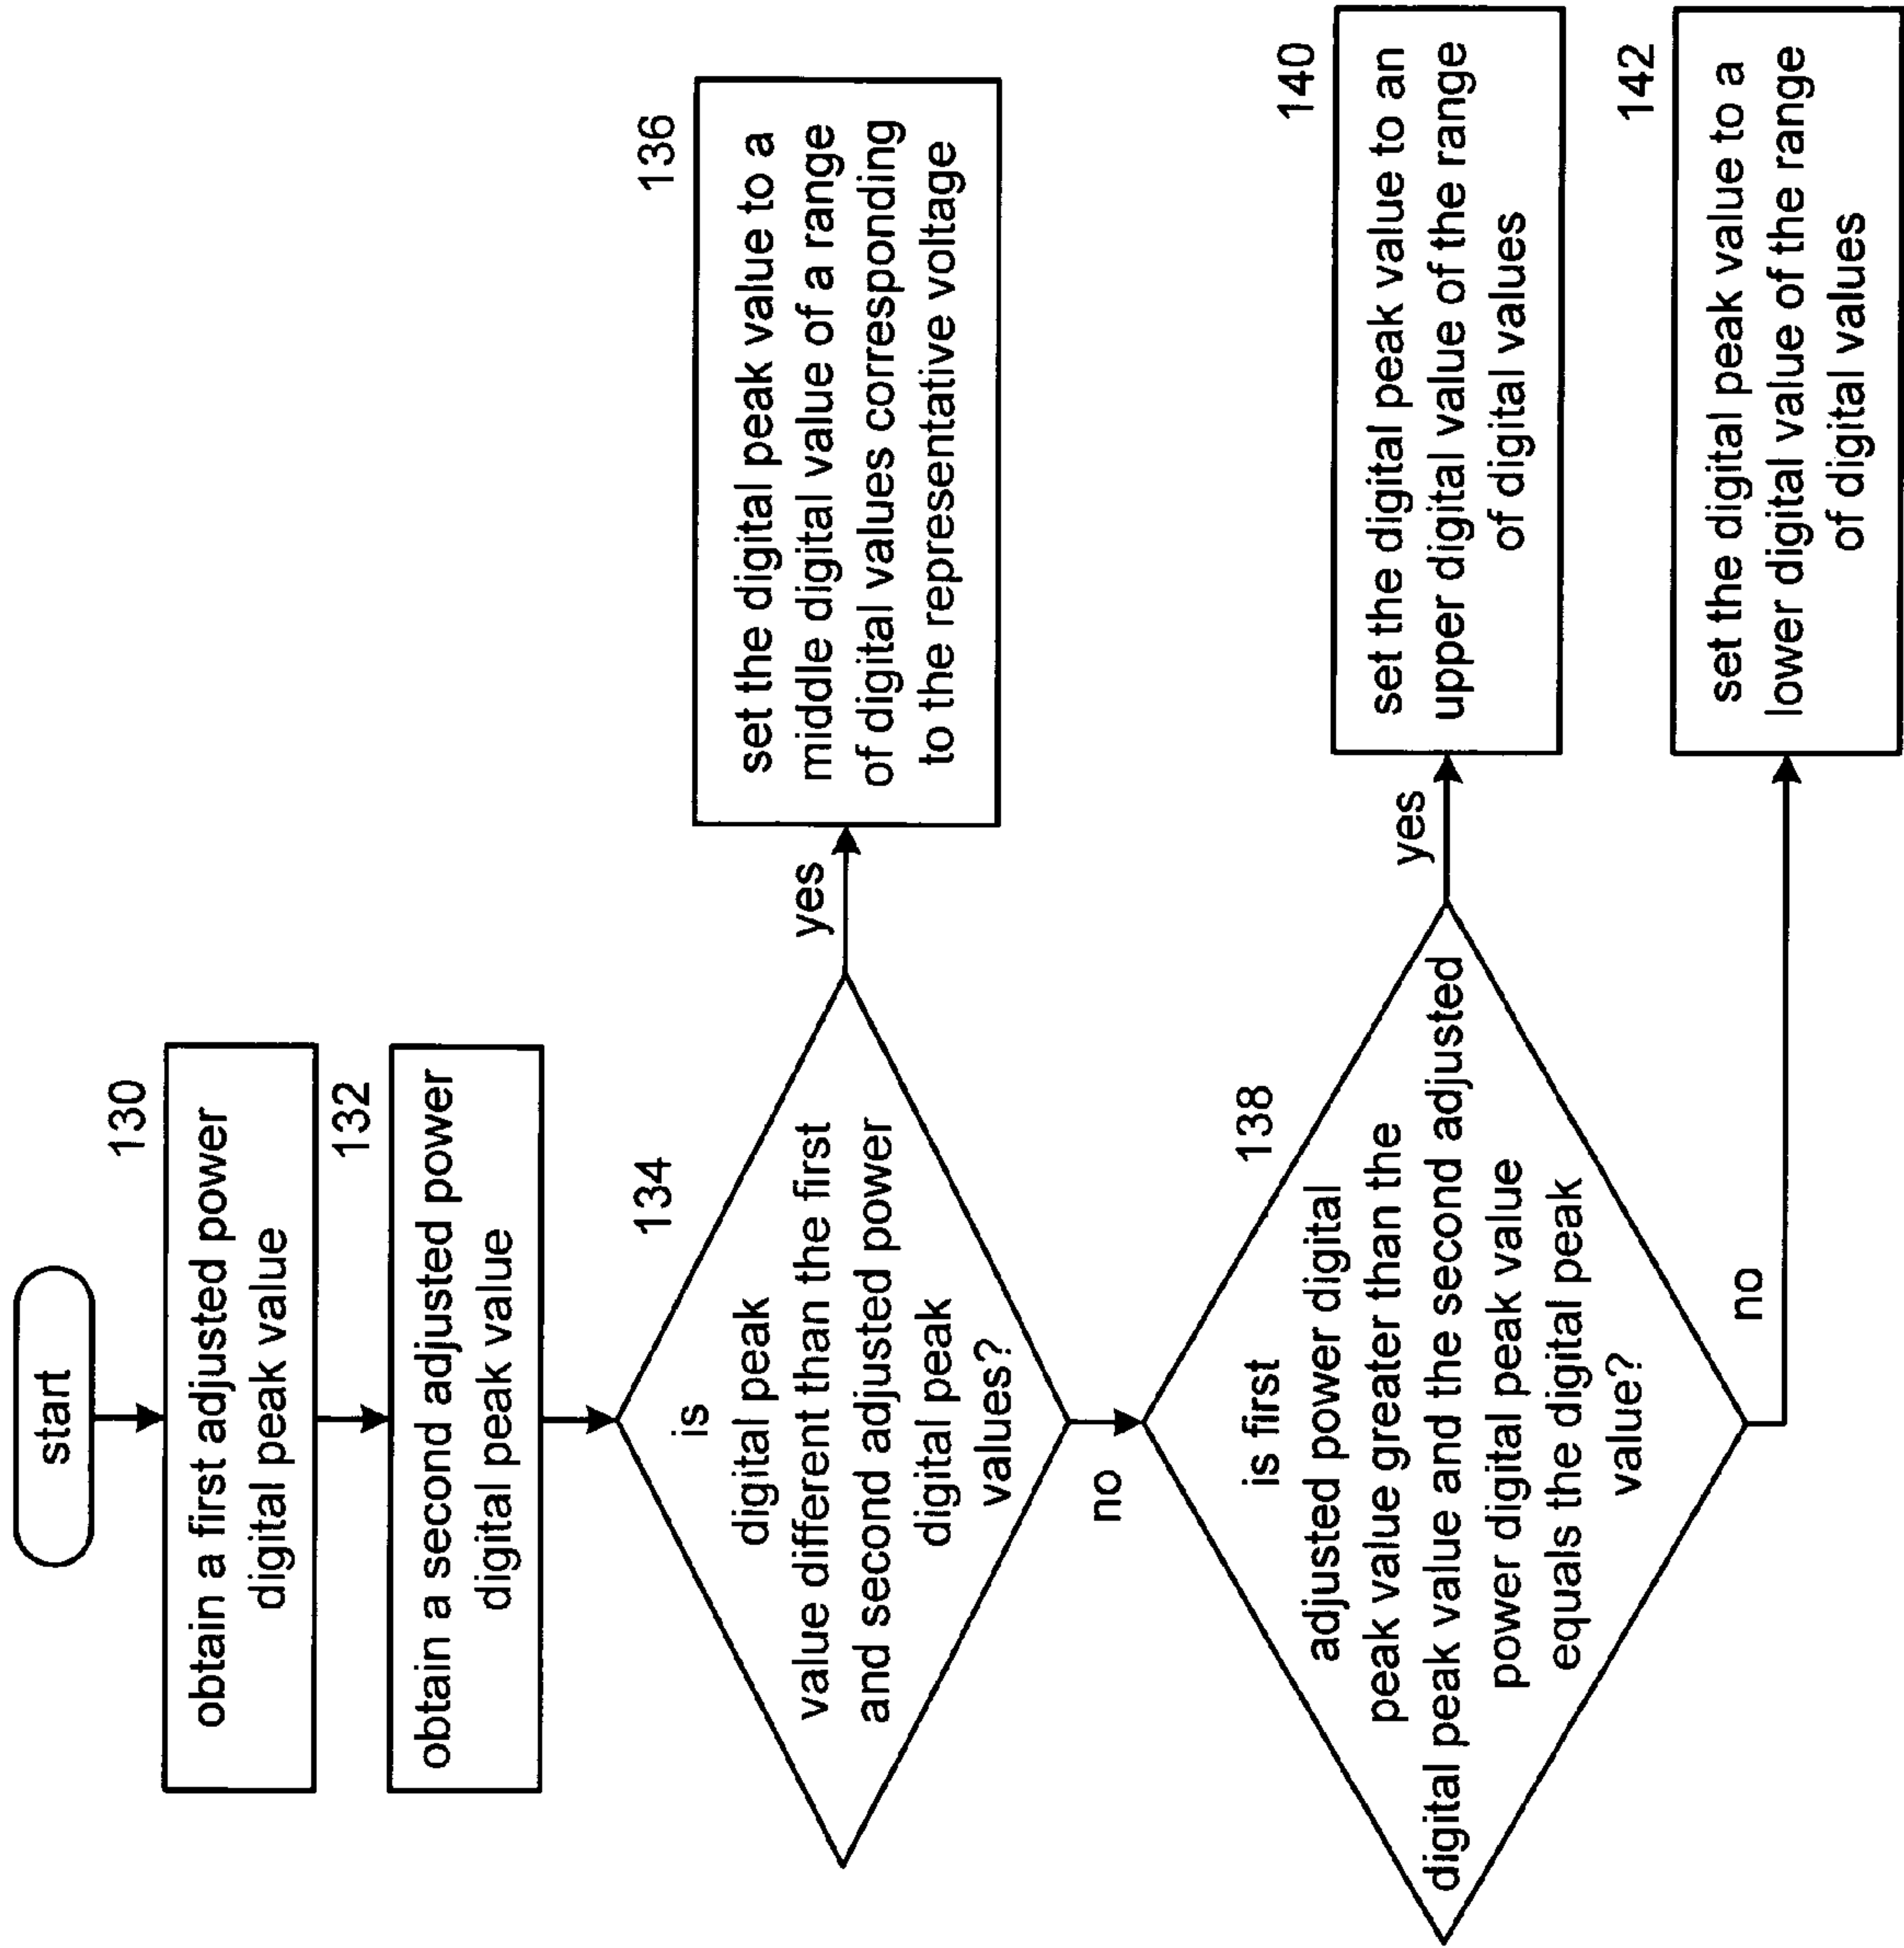 start
130
obtain a first adjusted power
digital peak value
132
obtain a second adjusted power
digital peak value
134
is
digital peak
value different than the first
and second adjusted power
digital peak
values?
yes
136
set the digital peak value to a
middle digital value of a range
of digital values corresponding
to the representative voltage
no
138
is first
adjusted power digital
peak value greater than the
digital peak value and the second adjusted
power digital peak value
equals the digital peak
value?
yes
140
set the digital peak value to an
upper digital value of the range
of digital values
no
142
set the digital peak value to a
lower digital value of the range
of digital values